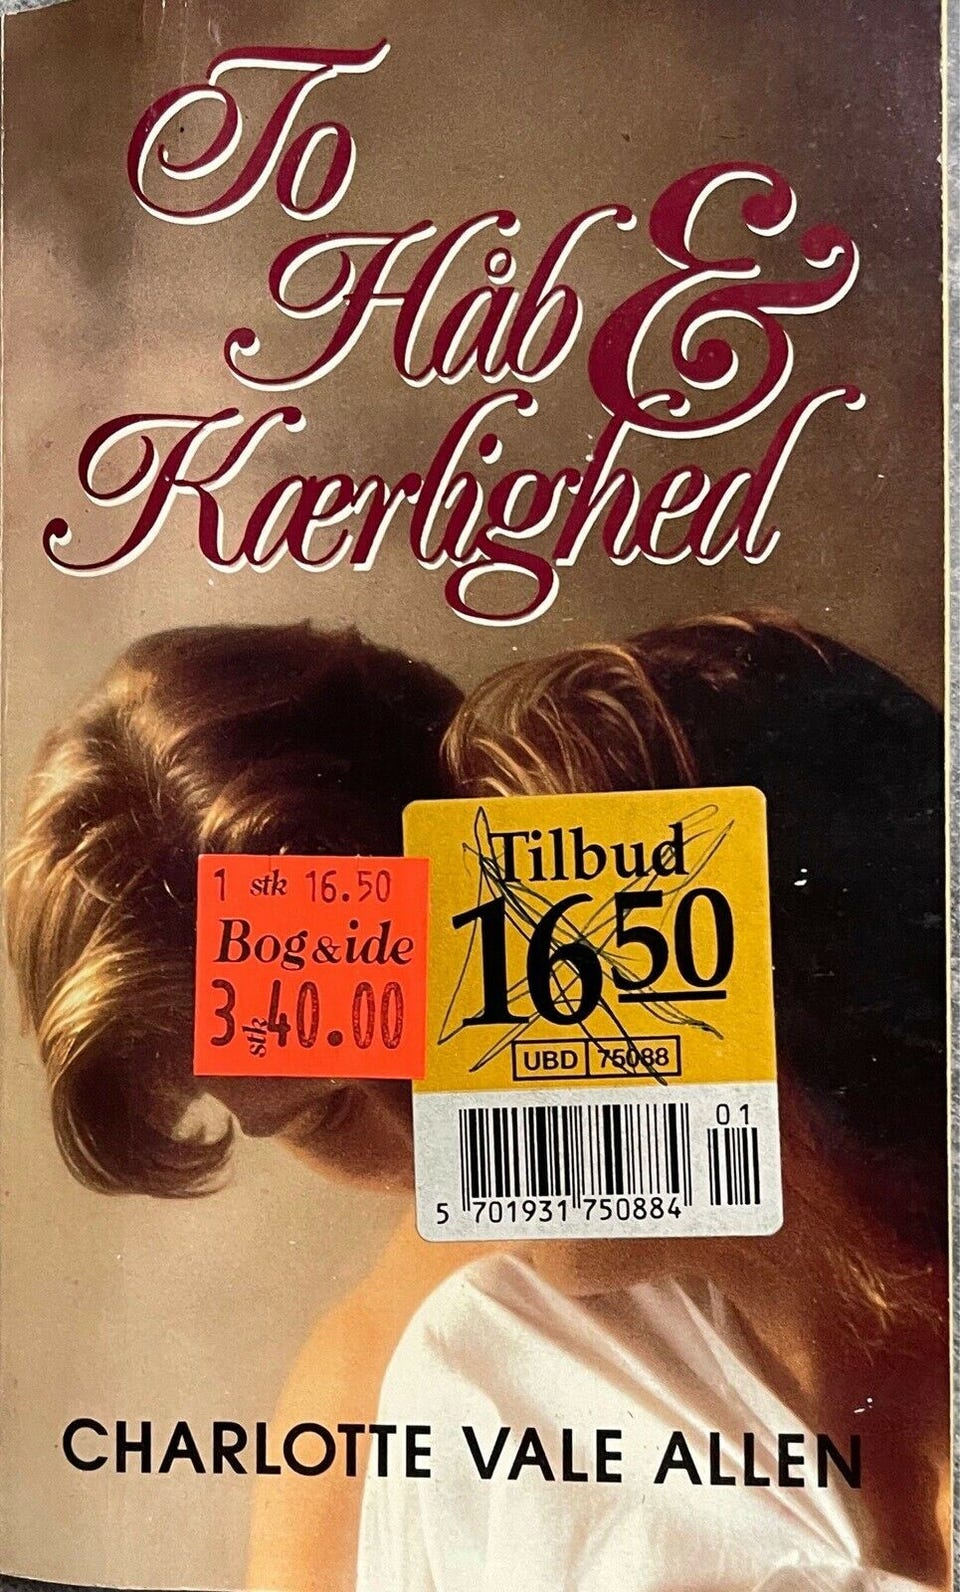 To
Håb &
Kærlighed
1 stk 16.50
Bog&ide
3 stk 40.00
Tilbud
16 50
UBD 75088
01
5 701931 750884
CHARLOTTE VALE ALLEN